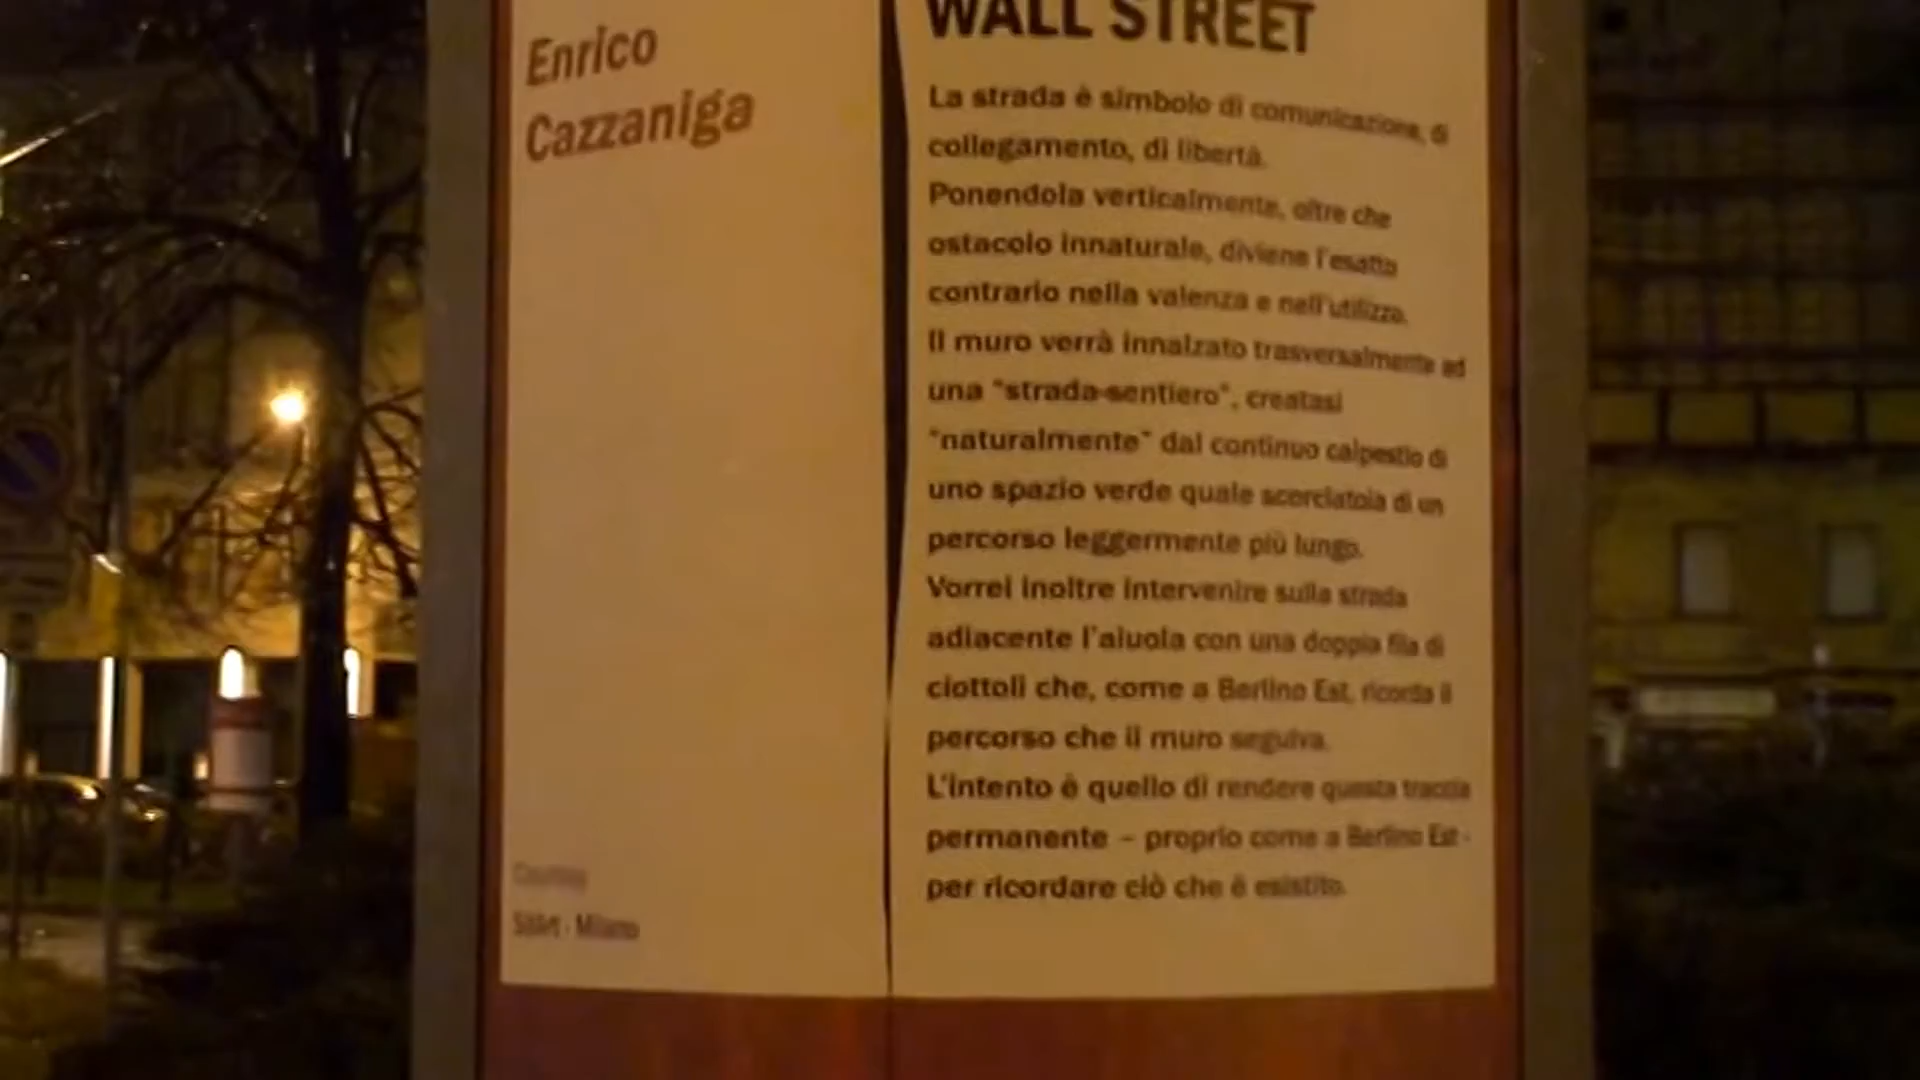 Enrico
Cazzaniga
WALL STREET
La strada è simbolo di comunicazione, di
collegamento, di libertà.
Ponendola verticalmente, oltre che
ostacolo innaturale, diviene l'esatto
contrario nella valenza e nell'utilizzo.
Il muro verrà innalzato trasversalmente ad
una "strada-sentiero", creatasi
"naturalmente" dal continuo calpestio di
uno spazio verde quale scorciatoia di un
percorso leggermente più lungo.
Vorrei inoltre intervenire sulla strada
adiacente l'aiuola con una doppia fila di
ciottoli che, come a Berlino Est, ricorda il
percorso che il muro seguiva.
L'intento è quello di rendere questa traccia
permanente – proprio come a Berlino Est -
per ricordare ciò che è esistito.
Courtesy
Milano